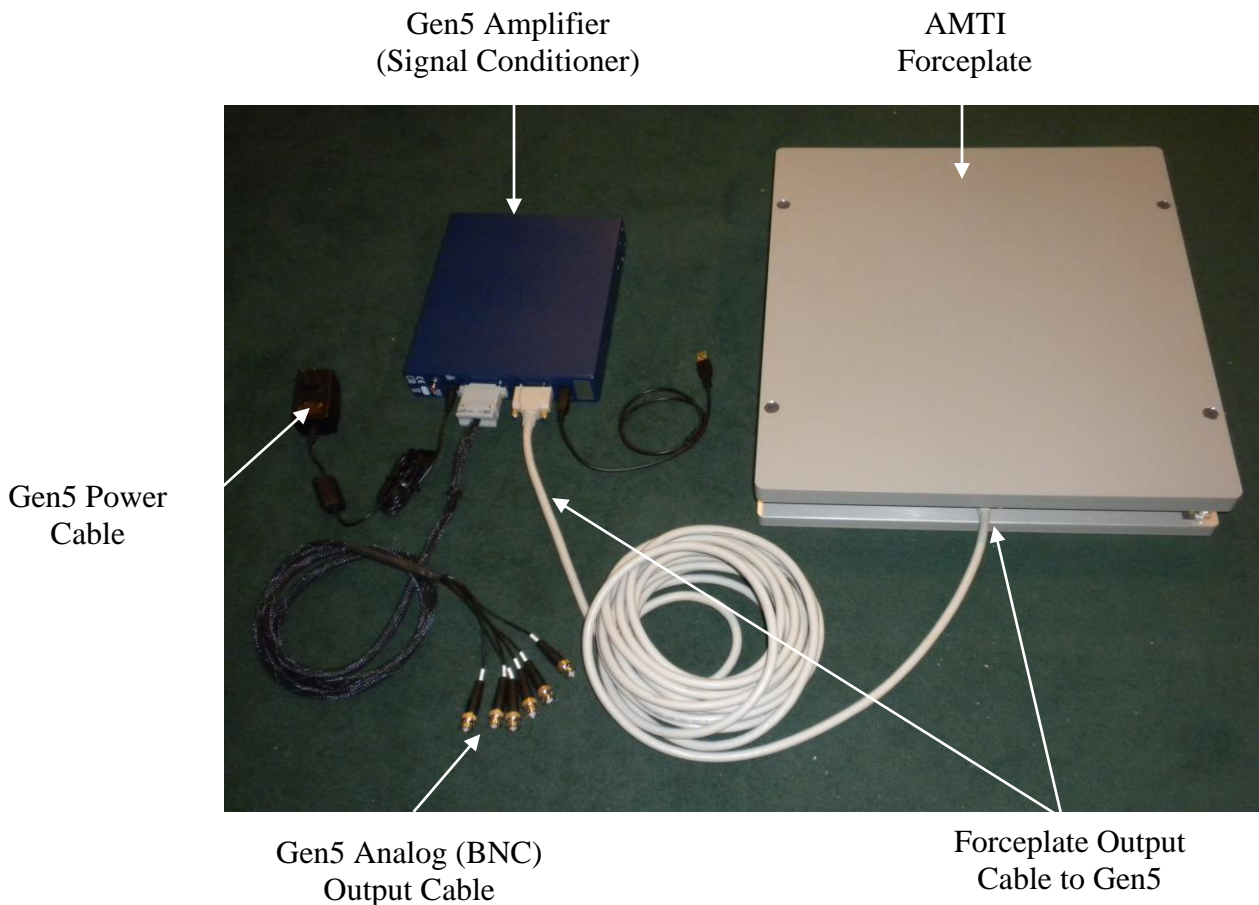 Gen5 Amplifier
(Signal Conditioner)
AMTI
Forceplate
Gen5 Power
Cable
Gen5 Analog (BNC)
Output Cable
Forceplate Output
Cable to Gen5